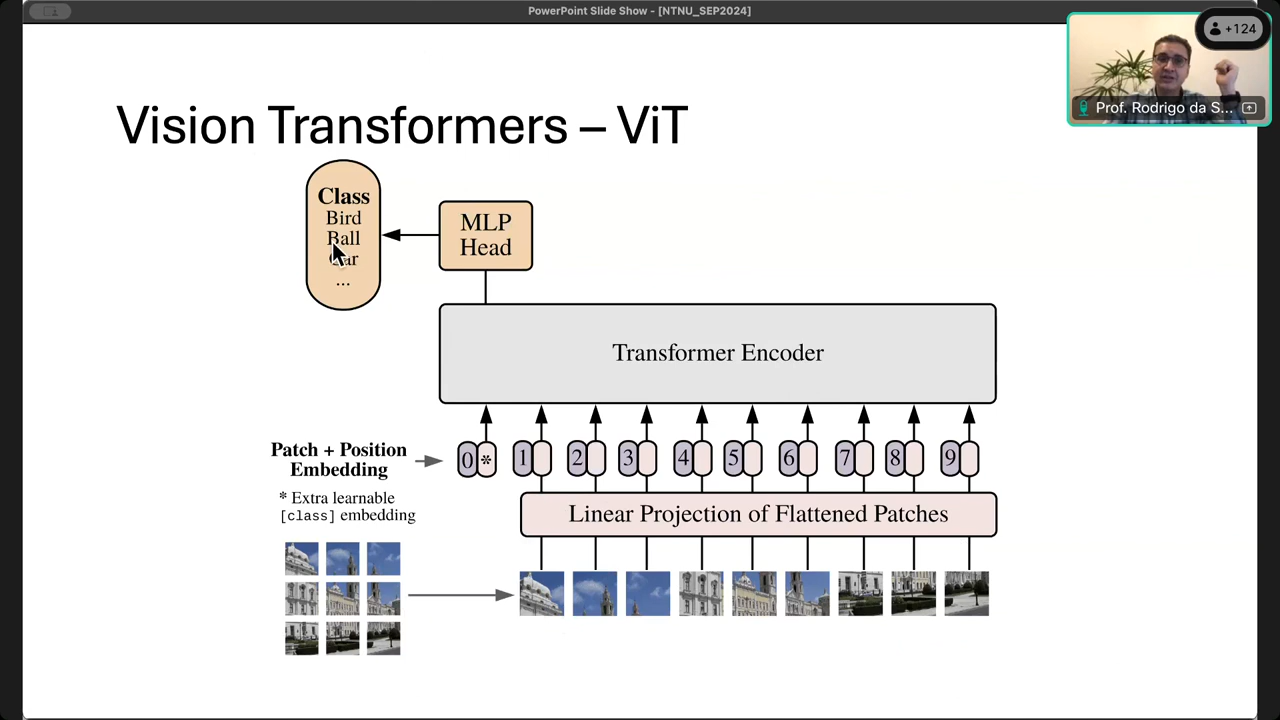 PowerPoint Slide Show - [NTNU_SEP2024]
+124
Prof. Rodrigo da S...
Vision Transformers – ViT
Class
Bird
Ball
Car
...
MLP
Head
Transformer Encoder
Patch + Position
Embedding
0 * 1 2 3 4 5 6 7 8 9
* Extra learnable
[class] embedding
Linear Projection of Flattened Patches